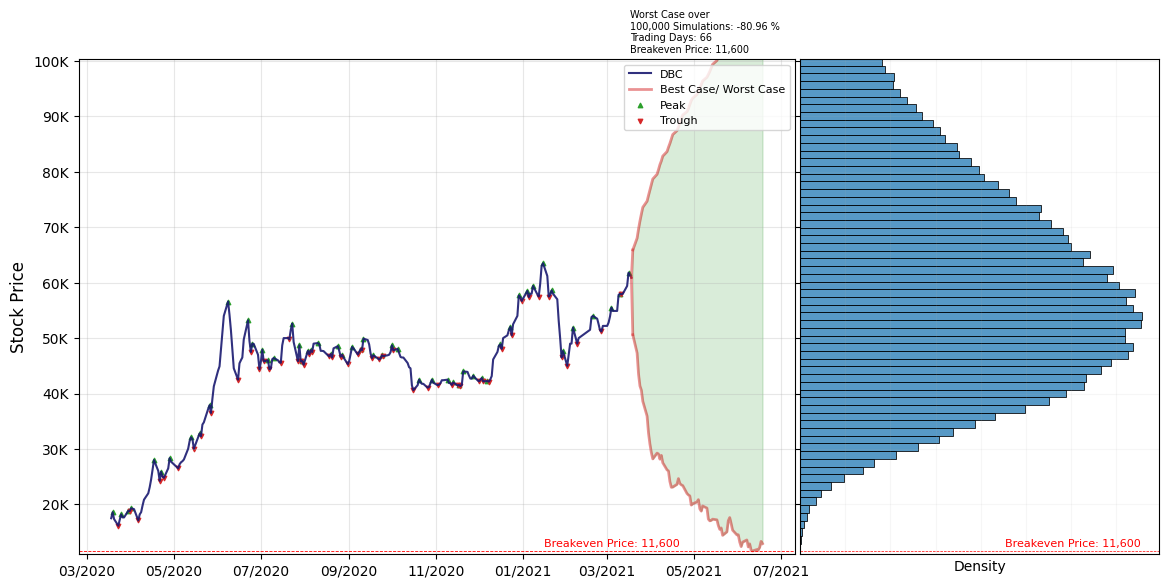 Worst Case over
100,000 Simulations: -80.96 %
Trading Days: 66
Breakeven Price: 11,600
DBC
Best Case/ Worst Case
Peak
Trough
Stock Price
100K
90K
80K
70K
60K
50K
40K
30K
20K
Breakeven Price: 11,600
Breakeven Price: 11,600
03/2020
05/2020
07/2020
09/2020
11/2020
01/2021
03/2021
05/2021
07/2021
Density